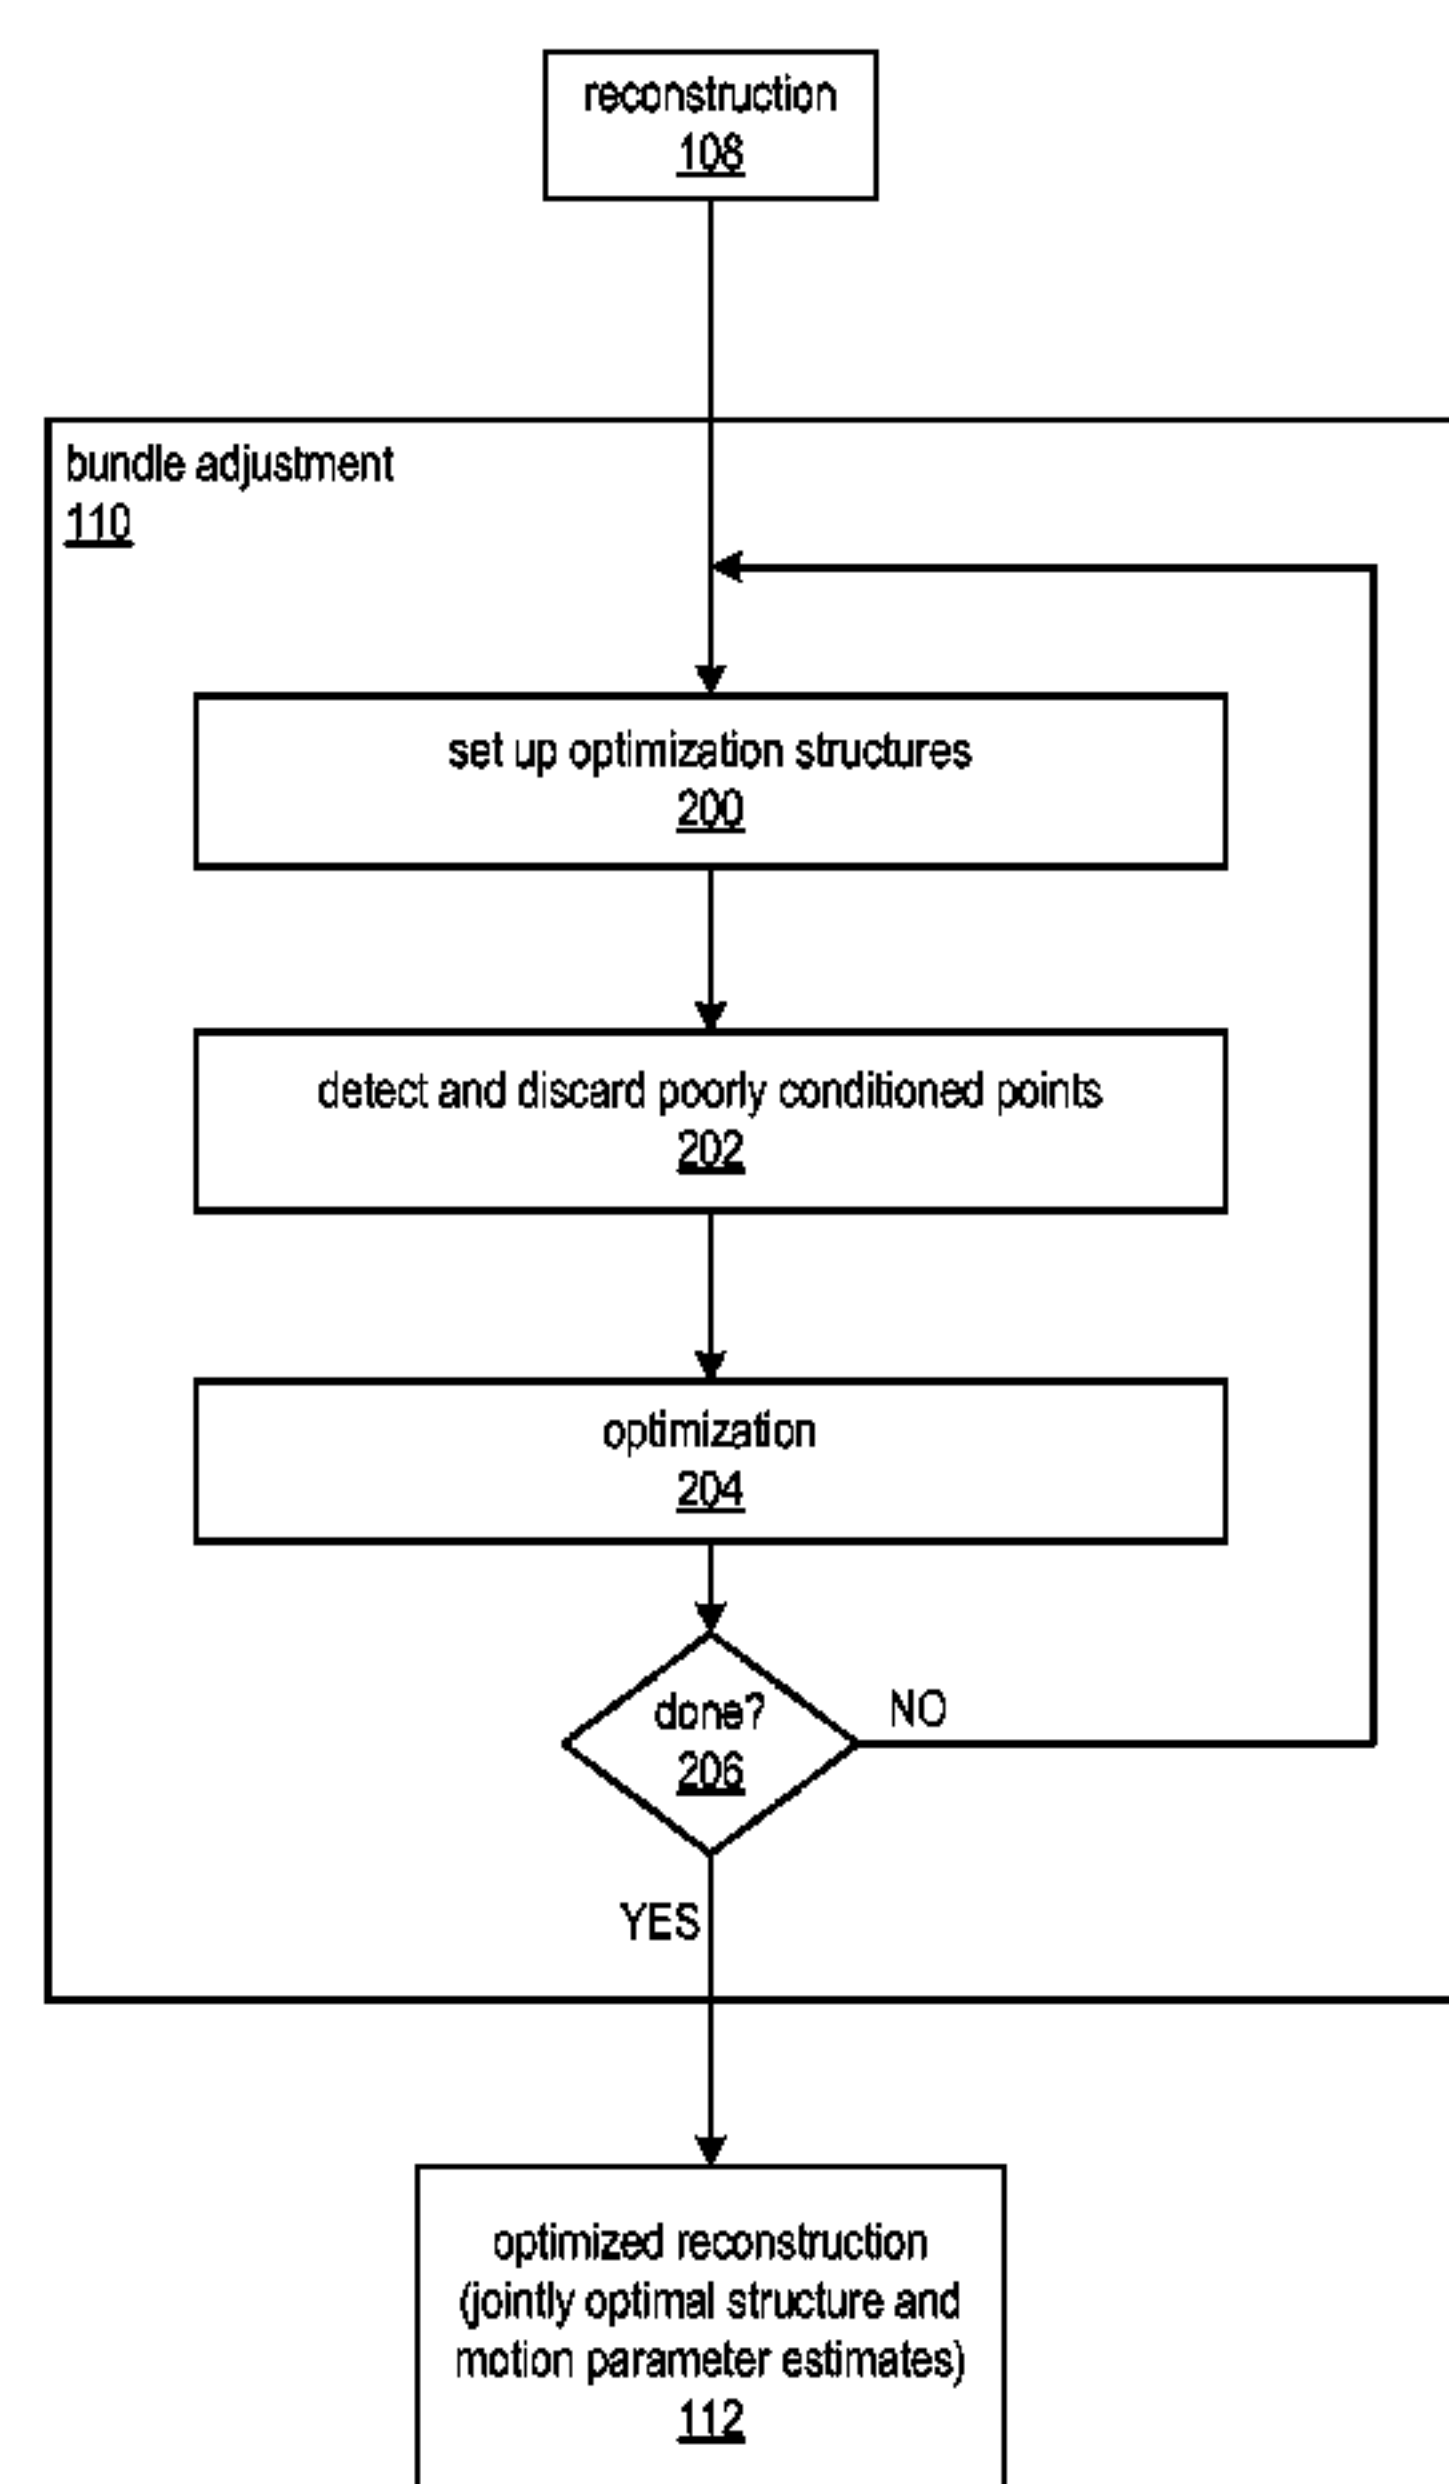 reconstruction
108
bundle adjustment
110
set up optimization structures
200
detect and discard poorly conditioned points
202
optimization
204
done?
206
NO
YES
optimized reconstruction
(jointly optimal structure and
motion parameter estimates)
112